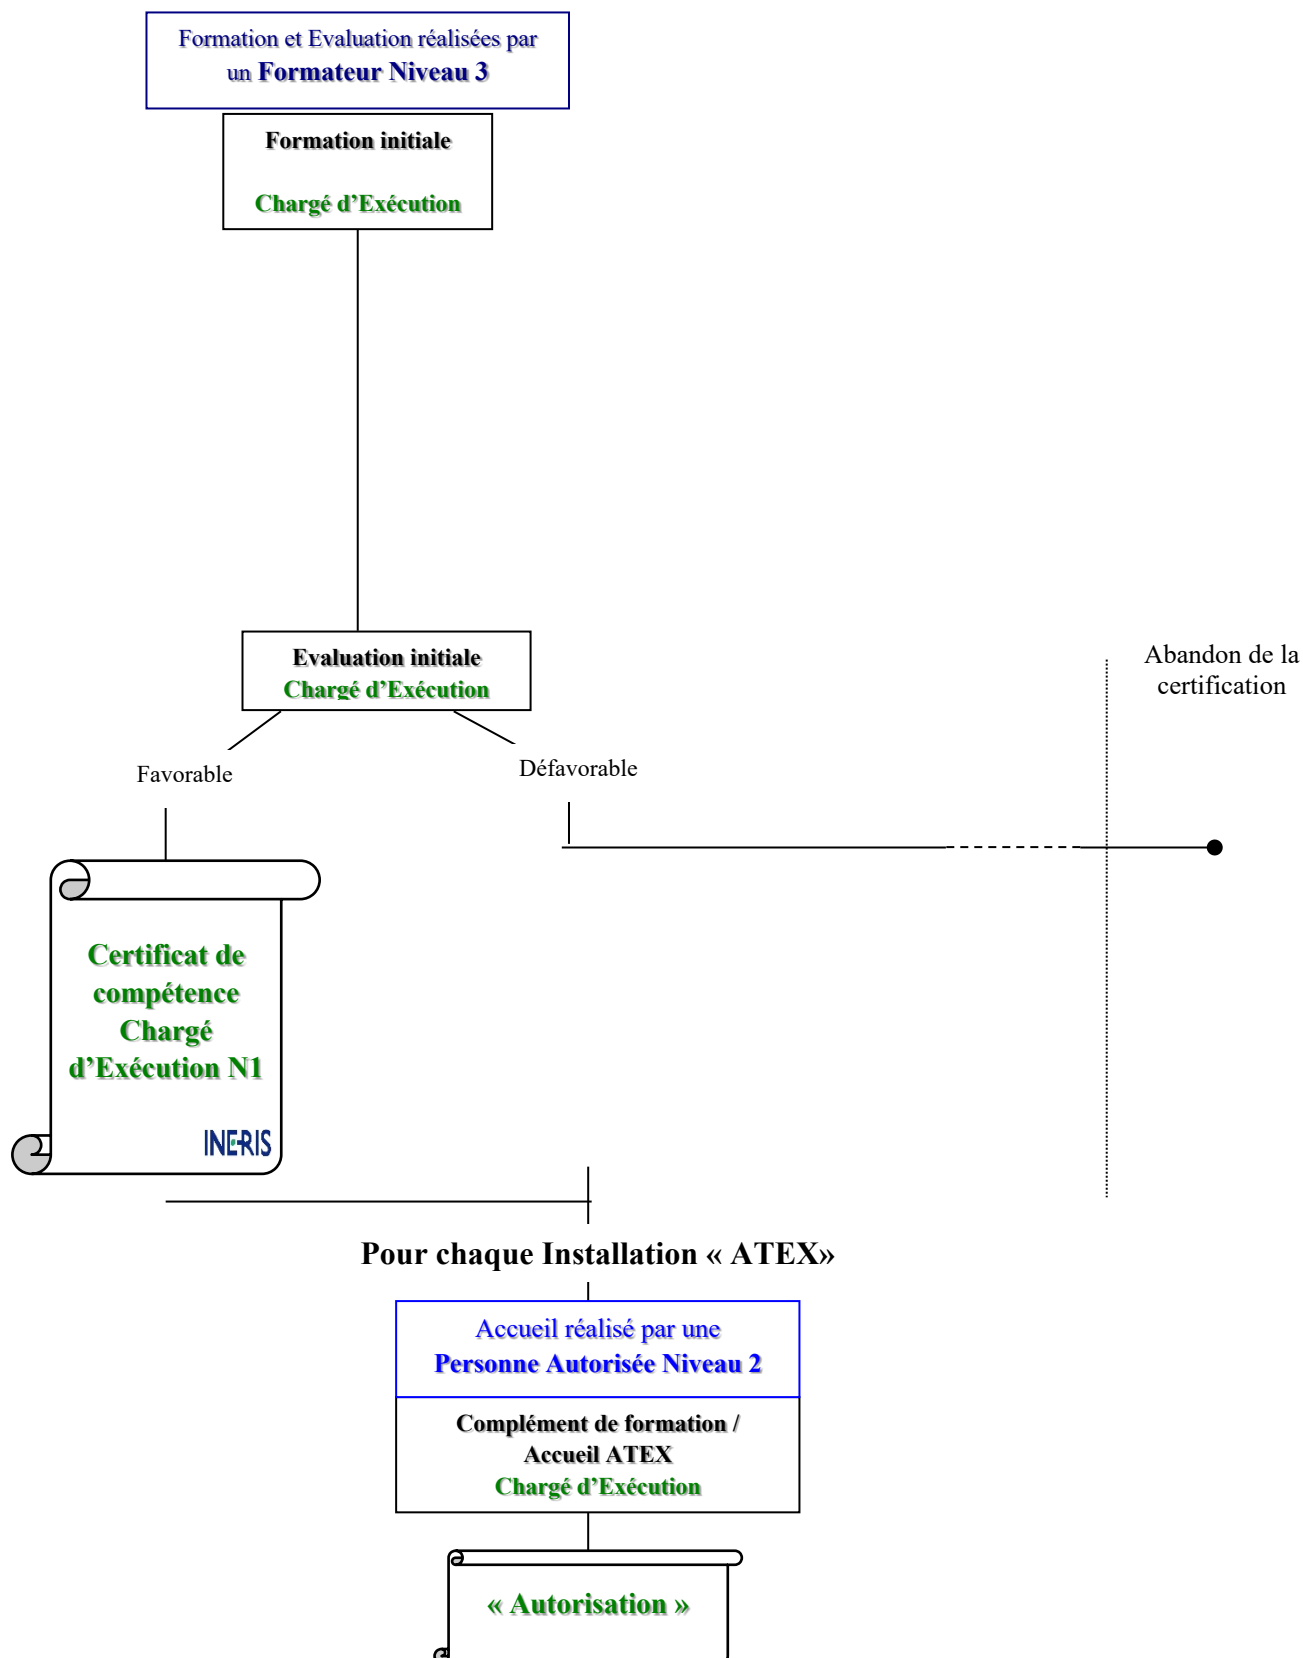 Formation et Evaluation réalisées par
un Formateur Niveau 3
Formation initiale
Chargé d’Exécution
Evaluation initiale
Chargé d’Exécution
Abandon de la
certification
Favorable
Défavorable
Certificat de
compétence
Chargé
d’Exécution N1
INERIS
Pour chaque Installation « ATEX»
Accueil réalisé par une
Personne Autorisée Niveau 2
Complément de formation /
Accueil ATEX
Chargé d’Exécution
« Autorisation »